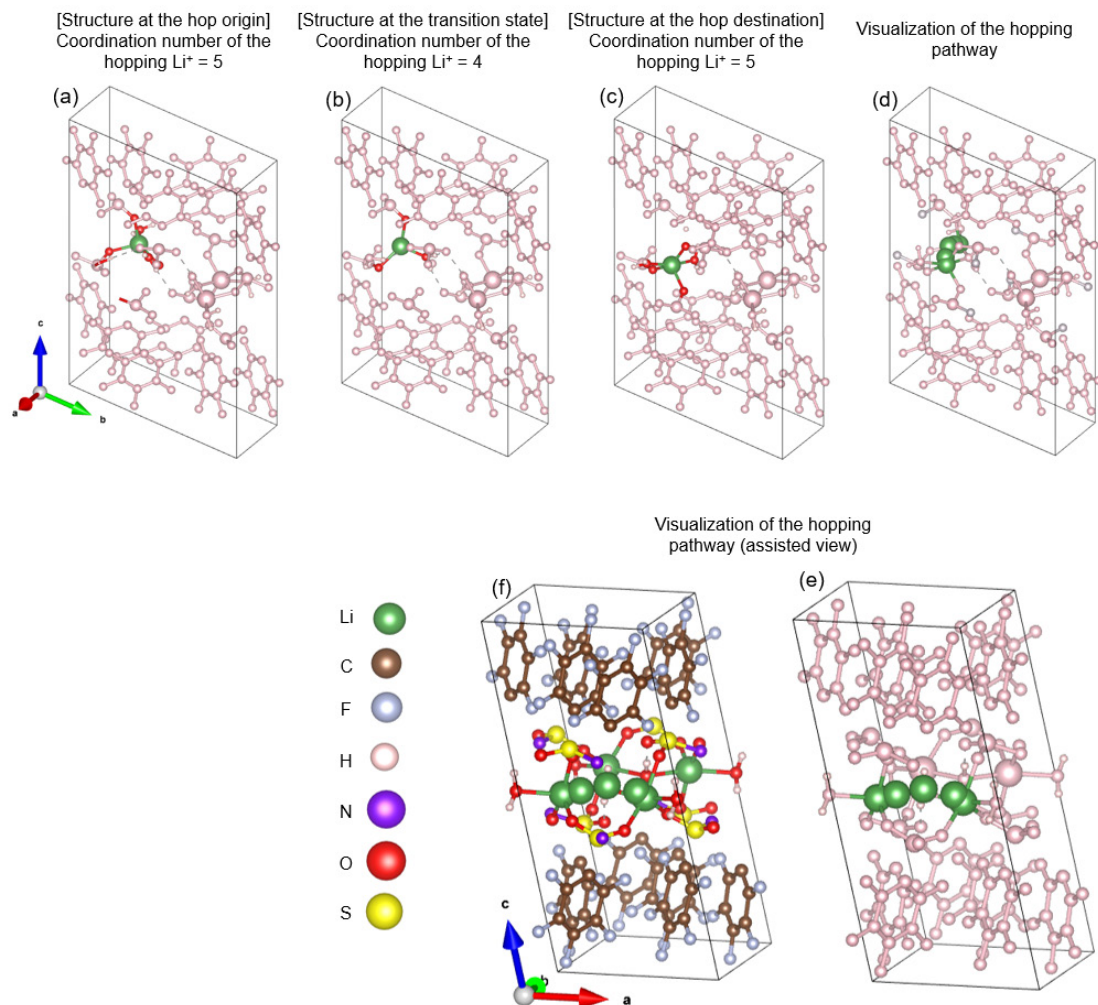 [Structure at the hop origin]
Coordination number of the
hopping Li⁺ = 5
[Structure at the transition state]
Coordination number of the
hopping Li⁺ = 4
[Structure at the hop destination]
Coordination number of the
hopping Li⁺ = 5
Visualization of the hopping
pathway
(a)
(b)
(c)
(d)
c
a
b
Visualization of the hopping
pathway (assisted view)
(f)
(e)
Li
C
F
H
N
O
S
c
b
a